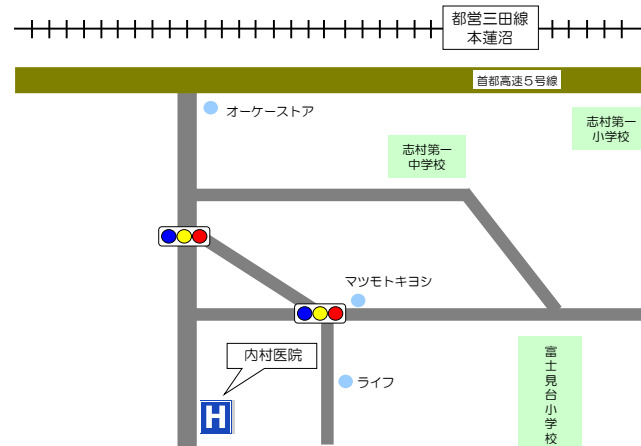 都営三田線
本蓮沼
首都高速５号線
オーケーストア
志村第一
小学校
志村第一
中学校
マツモトキヨシ
内村医院
ライフ
富士見台小学校
H